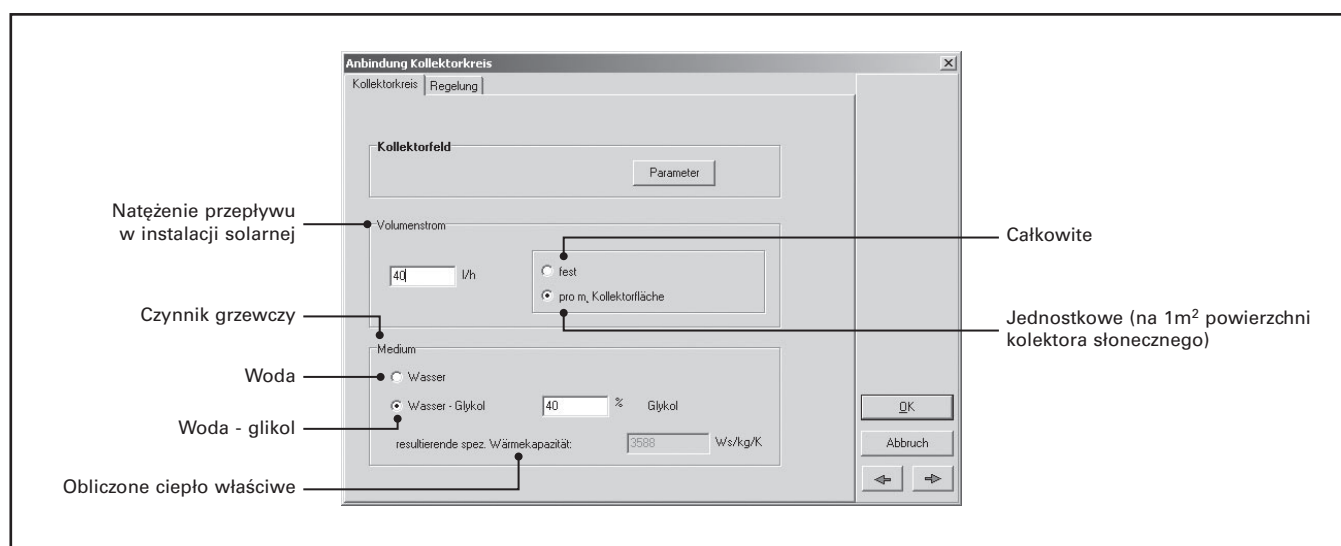 Anbindung Kollektorkreis
Kollektorkreis Regelung
Kollektorfeld
Parameter
Natężenie przepływu
w instalacji solarnej
Volumenstrom
Całkowite
40 l/h
fest
pro m, Kollektorfläche
Czynnik grzewczy
Jednostkowe (na 1m² powierzchni
kolektora słonecznego)
Medium
Woda
Wasser
Wasser - Glykol 40 % Glykol
OK
Woda - glikol
resultierende spez. Wärmekapazität: 3588 Ws/kg/K
Abbruch
Obliczone ciepło właściwe